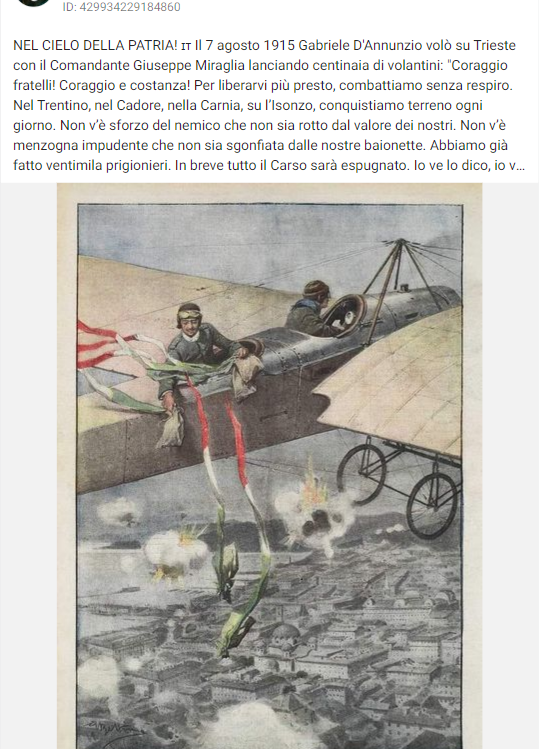 ID: 429934229184860
NEL CIELO DELLA PATRIA! IT Il 7 agosto 1915 Gabriele D'Annunzio volò su Trieste
con il Comandante Giuseppe Miraglia lanciando centinaia di volantini: "Coraggio
fratelli! Coraggio e costanza! Per liberarvi più presto, combattiamo senza respiro.
Nel Trentino, nel Cadore, nella Carnia, su l'Isonzo, conquistiamo terreno ogni
giorno. Non v'è sforzo del nemico che non sia rotto dal valore dei nostri. Non v'è
menzogna impudente che non sia sgonfiata dalle nostre baionette. Abbiamo già
fatto ventimila prigionieri. In breve tutto il Carso sarà espugnato. Io ve lo dico, io v...